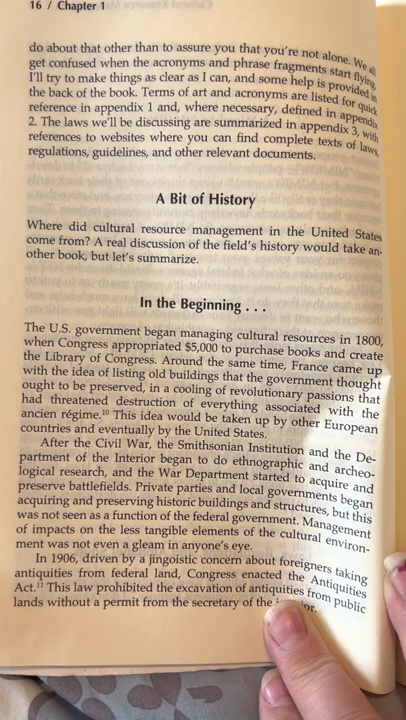 16 / Chapter 1
do about that other than to assure you that you're not alone. We all
get confused when the acronyms and phrase fragments start flying.
I'll try to make things as clear as I can, and some help is provided in
the back of the book. Terms of art and acronyms are listed for quick
reference in appendix 1 and, where necessary, defined in appendix
2. The laws we'll be discussing are summarized in appendix 3, with
references to websites where you can find complete texts of laws,
regulations, guidelines, and other relevant documents.
A Bit of History
Where did cultural resource management in the United States
come from? A real discussion of the field's history would take an-
other book, but let's summarize.
In the Beginning . . .
The U.S. government began managing cultural resources in 1800,
when Congress appropriated $5,000 to purchase books and create
the Library of Congress. Around the same time, France came up
with the idea of listing old buildings that the government thought
ought to be preserved, in a cooling of revolutionary passions that
had threatened destruction of everything associated with the
ancien régime.10 This idea would be taken up by other European
countries and eventually by the United States.
After the Civil War, the Smithsonian Institution and the De-
partment of the Interior began to do ethnographic and archeo-
logical research, and the War Department started to acquire and
preserve battlefields. Private parties and local governments began
acquiring and preserving historic buildings and structures, but this
was not seen as a function of the federal government. Management
of impacts on the less tangible elements of the cultural environ-
ment was not even a gleam in anyone's eye.
In 1906, driven by a jingoistic concern about foreigners taking
antiquities from federal land, Congress enacted the Antiquities
Act.11 This law prohibited the excavation of antiquities from public
lands without a permit from the secretary of the